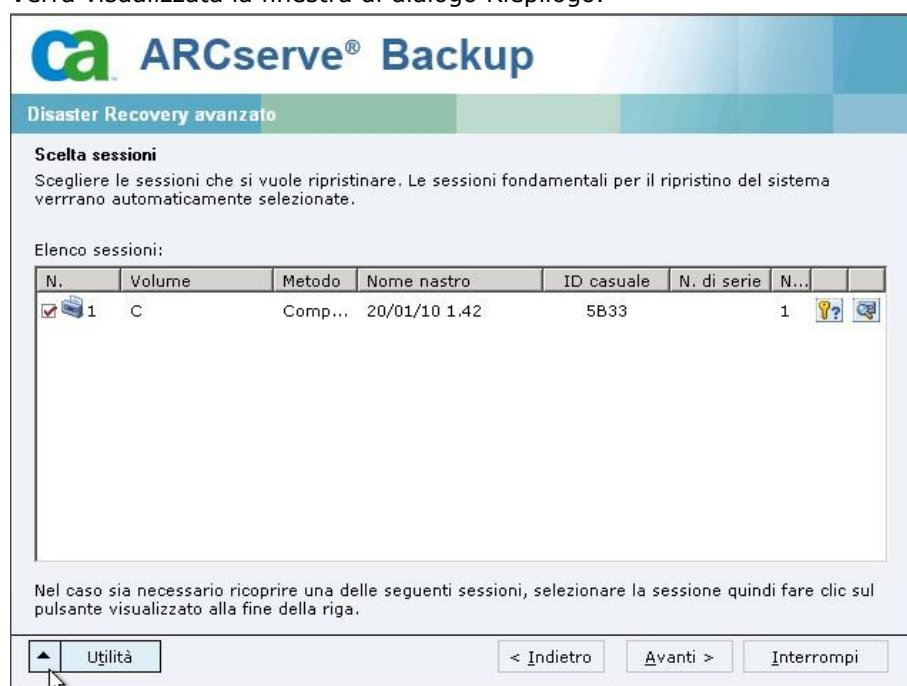 Verrà visualizzata la finestra di dialogo Riepilogo.
ca ARCserve® Backup
Disaster Recovery avanzato
Scelta sessioni
Scegliere le sessioni che si vuole ripristinare. Le sessioni fondamentali per il ripristino del sistema
verrrano automaticamente selezionate.
Elenco sessioni:
N. Volume Metodo Nome nastro ID casuale N. di serie N...
1 C Comp... 20/01/10 1.42 5B33 1
Nel caso sia necessario ricoprire una delle seguenti sessioni, selezionare la sessione quindi fare clic sul
pulsante visualizzato alla fine della riga.
Utilità < Indietro Avanti > Interrompi